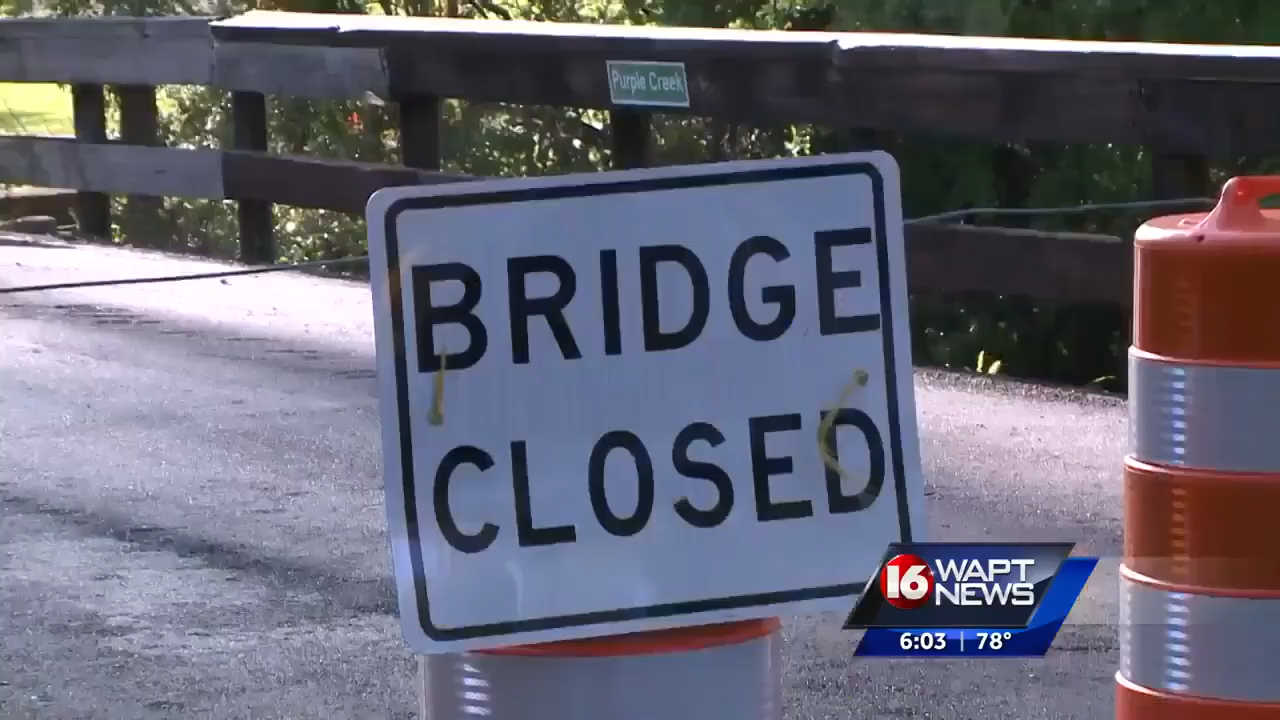 Purple Creek
BRIDGE
CLOSED
16 WAPT
NEWS
6:03 | 78°